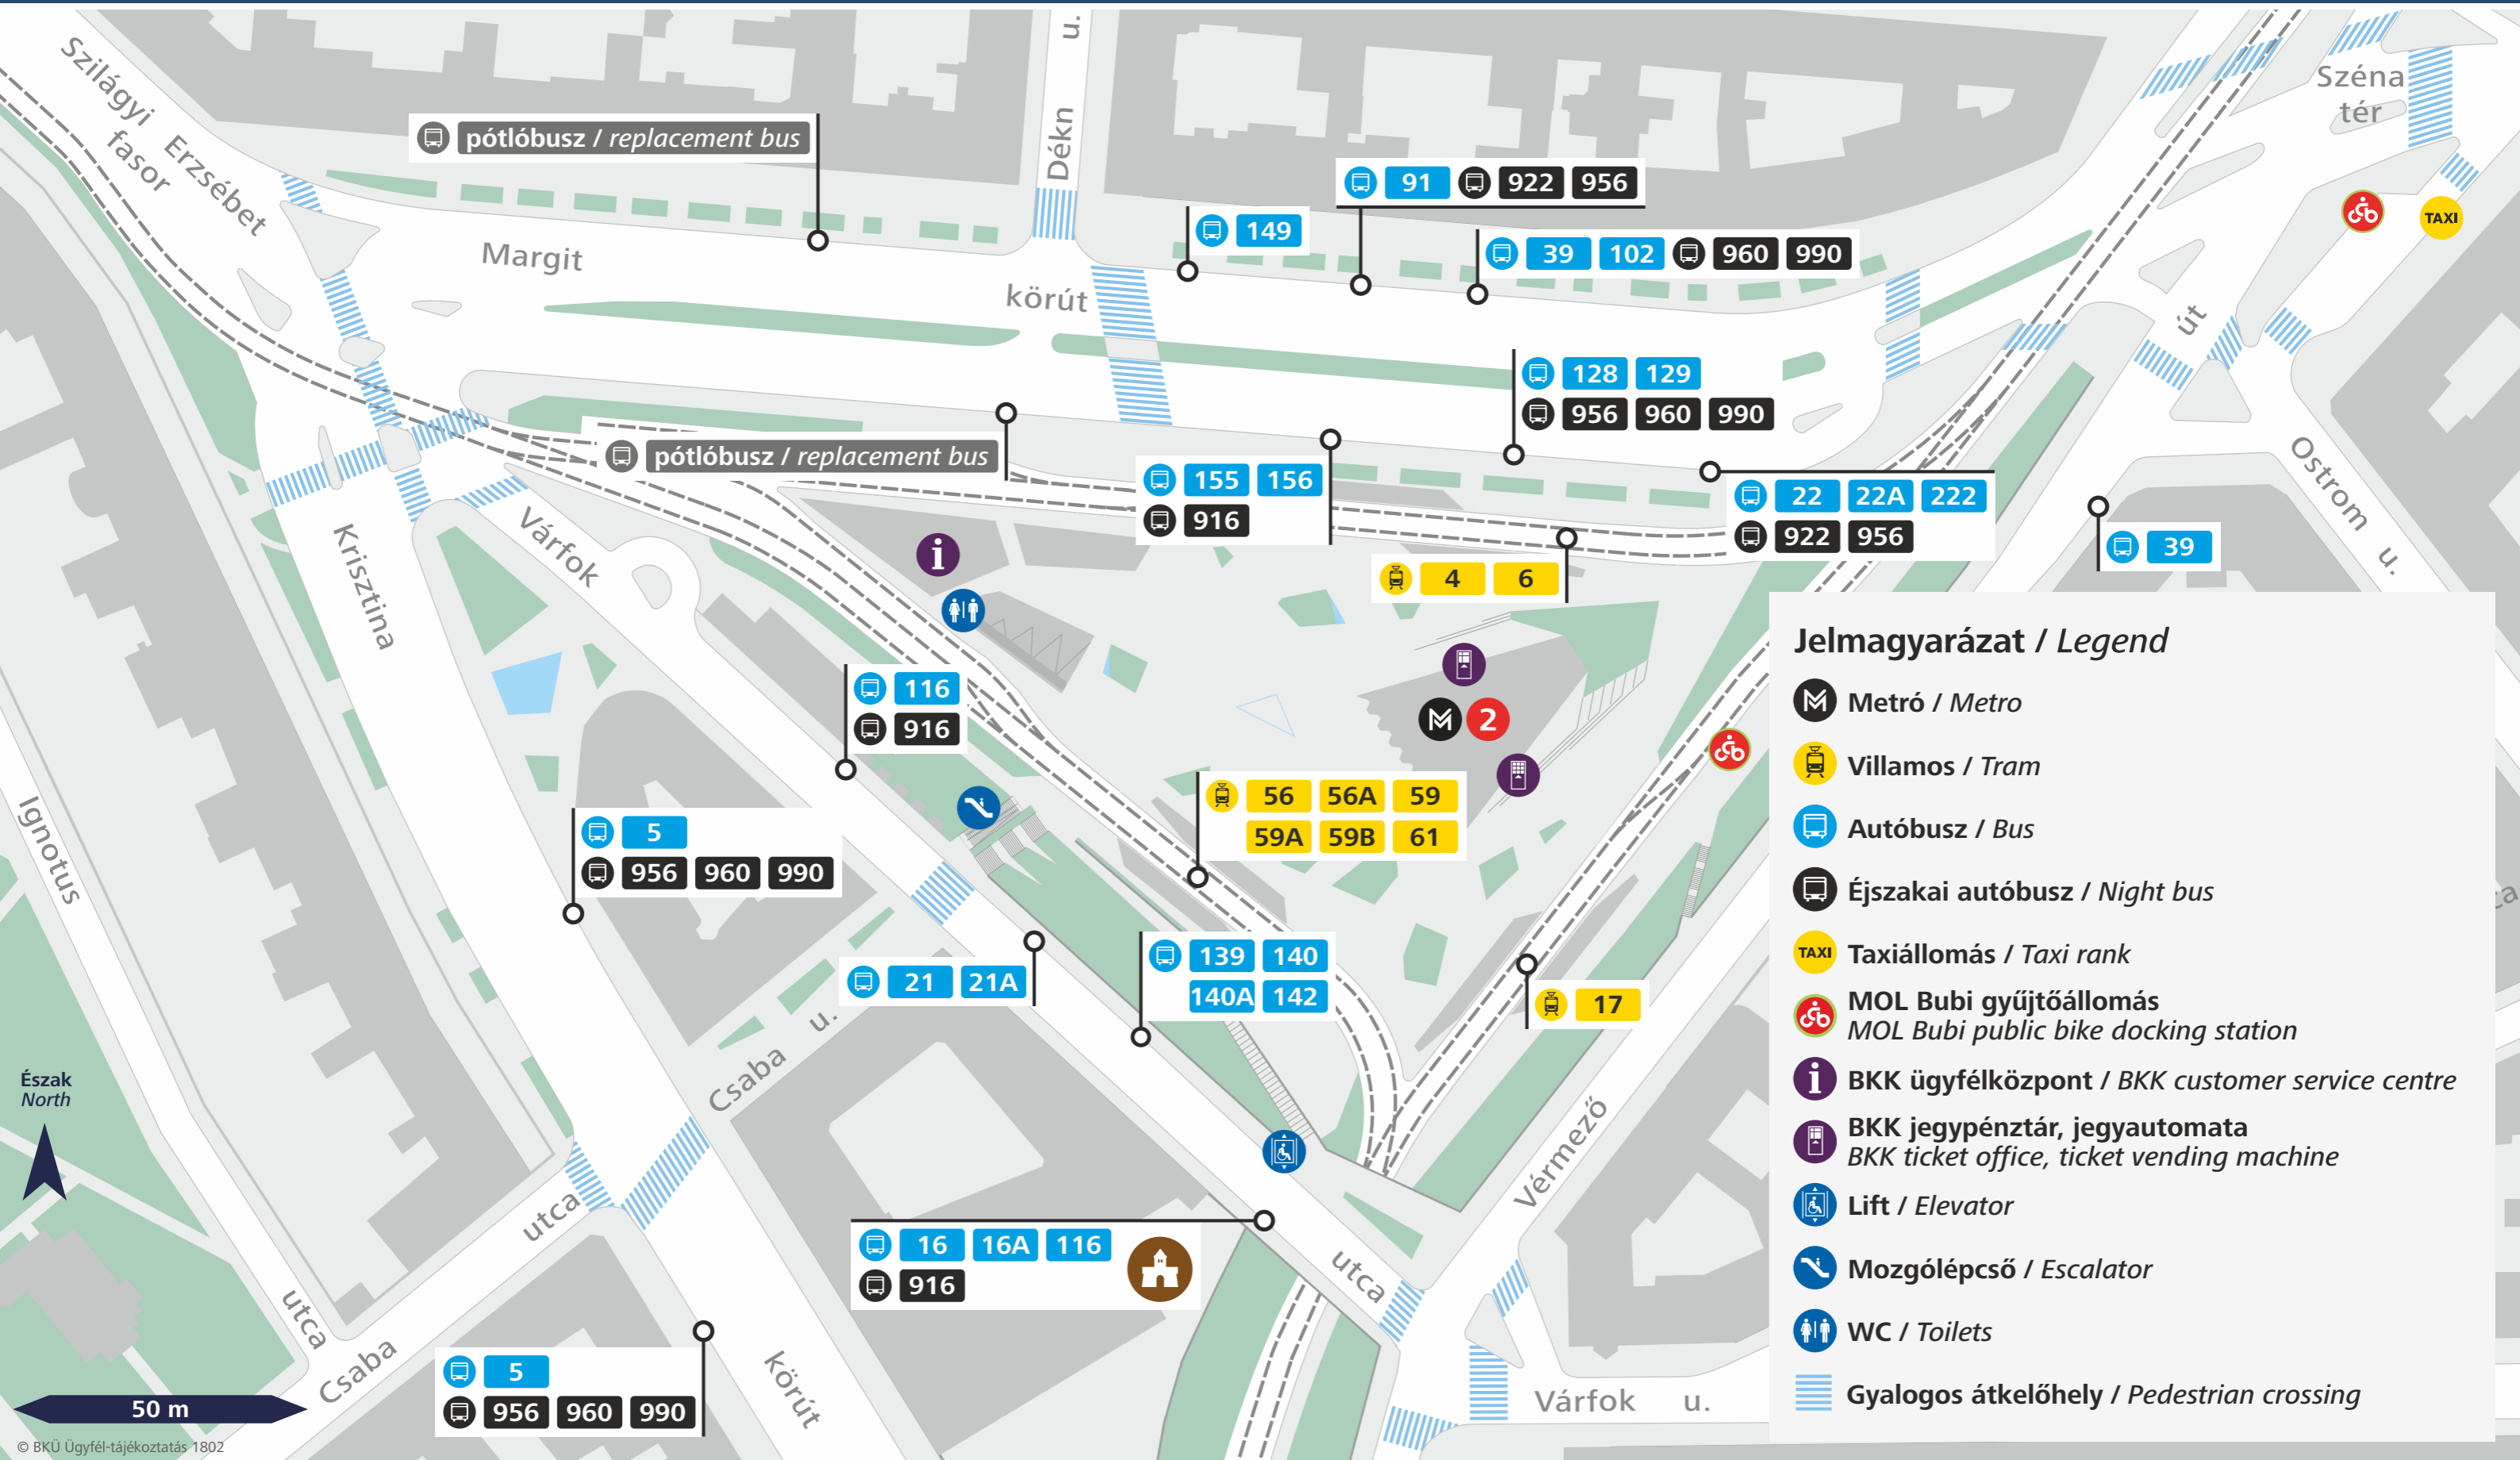 Szilágyi Erzsébet
fasor
pótlóbusz / replacement bus
Dékn u.
Széna
tér
TAXI
91 922 956
149
39 102 960 990
Margit
körút
út
128 129
956 960 990
pótlóbusz / replacement bus
155 156
916
22 22A 222
922 956
39
Ostrom u.
4 6
i
Krisztina
Várfok
116
916
M 2
56 56A 59
59A 59B 61
5
956 960 990
Ignotus
21 21A
139 140
140A 142
17
Csaba u.
Vérmező
utca
16 16A 116
916
utca
utca
Csaba
5
956 960 990
körút
Várfok u.
Észak
North
50 m
© BKÜ Ügyfél-tájékoztatás 1802
Jelmagyarázat / Legend
M Metró / Metro
Villamos / Tram
Autóbusz / Bus
Éjszakai autóbusz / Night bus
TAXI Taxiállomás / Taxi rank
MOL Bubi gyűjtőállomás
MOL Bubi public bike docking station
i BKK ügyfélközpont / BKK customer service centre
BKK jegypénztár, jegyautomata
BKK ticket office, ticket vending machine
Lift / Elevator
Mozgólépcső / Escalator
WC / Toilets
Gyalogos átkelőhely / Pedestrian crossing